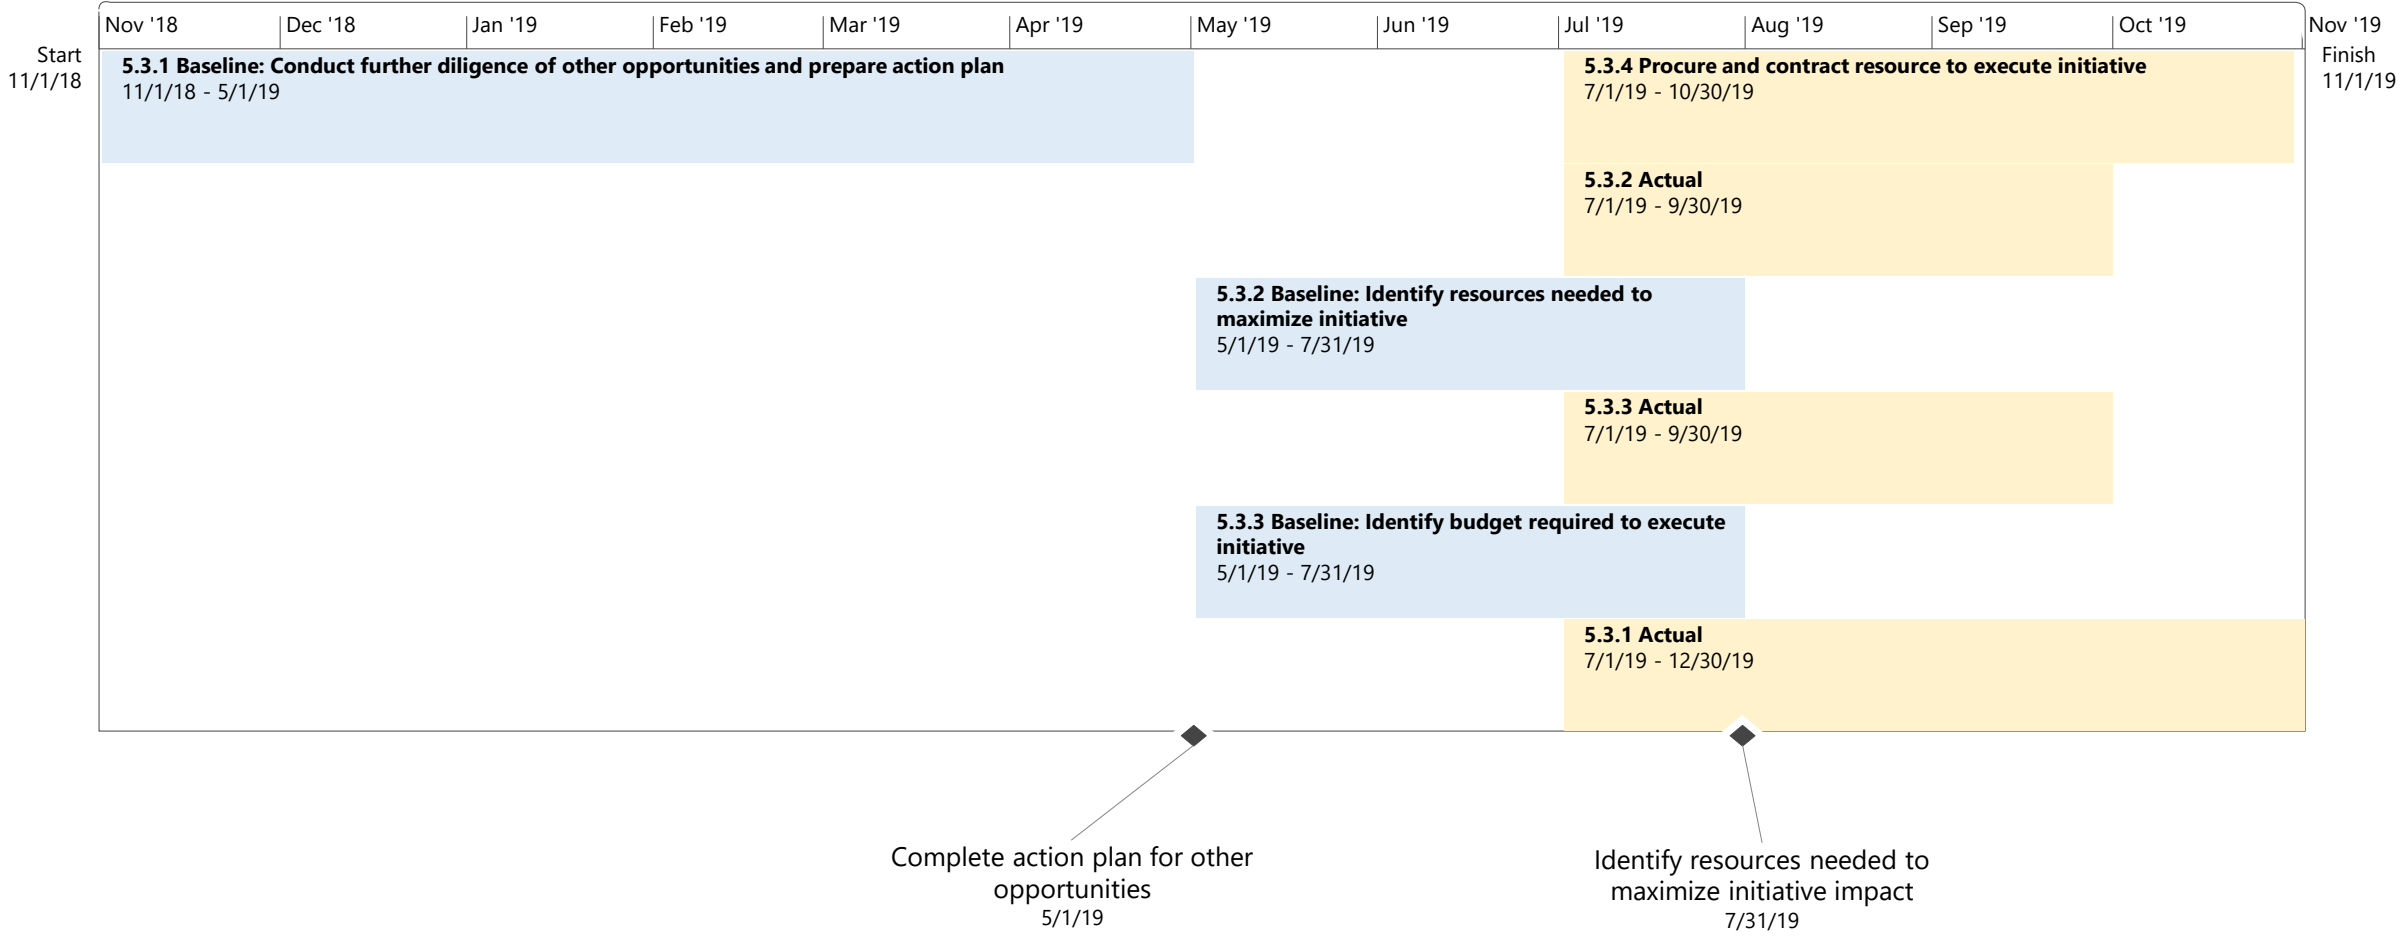 Nov '18 Dec '18 Jan '19 Feb '19 Mar '19 Apr '19 May '19 Jun '19 Jul '19 Aug '19 Sep '19 Oct '19 Nov '19
Start
11/1/18
Finish
11/1/19
5.3.1 Baseline: Conduct further diligence of other opportunities and prepare action plan
11/1/18 - 5/1/19
5.3.4 Procure and contract resource to execute initiative
7/1/19 - 10/30/19
5.3.2 Actual
7/1/19 - 9/30/19
5.3.2 Baseline: Identify resources needed to
maximize initiative
5/1/19 - 7/31/19
5.3.3 Actual
7/1/19 - 9/30/19
5.3.3 Baseline: Identify budget required to execute
initiative
5/1/19 - 7/31/19
5.3.1 Actual
7/1/19 - 12/30/19
Complete action plan for other
opportunities
5/1/19
Identify resources needed to
maximize initiative impact
7/31/19